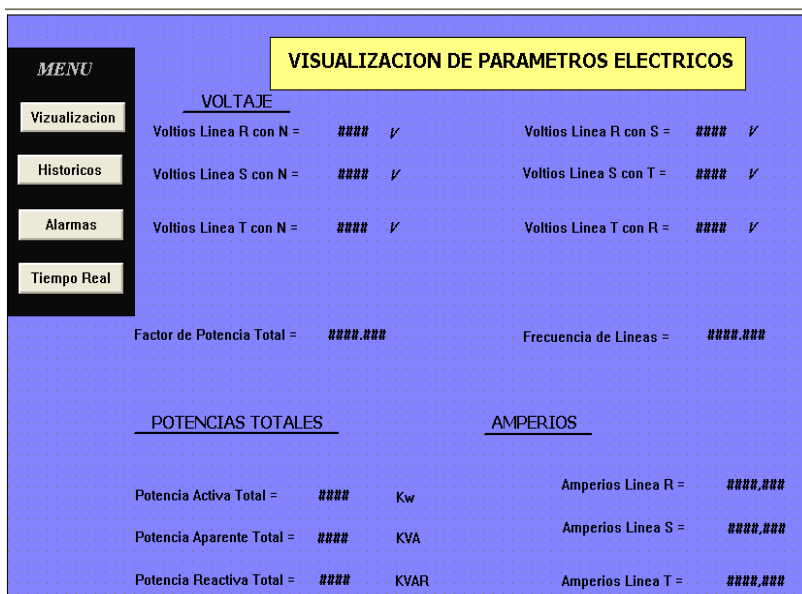 VISUALIZACION DE PARAMETROS ELECTRICOS
MENU
Vizualizacion
Historicos
Alarmas
Tiempo Real
VOLTAJE
Voltios Linea R con N = #### V
Voltios Linea R con S = #### V
Voltios Linea S con N = #### V
Voltios Linea S con T = #### V
Voltios Linea T con N = #### V
Voltios Linea T con R = #### V
Factor de Potencia Total = ####.###
Frecuencia de Lineas = ####.###
POTENCIAS TOTALES
Potencia Activa Total = #### Kw
Potencia Aparente Total = #### KVA
Potencia Reactiva Total = #### KVAR
AMPERIOS
Amperios Linea R = ####,###
Amperios Linea S = ####,###
Amperios Linea T = ####,###